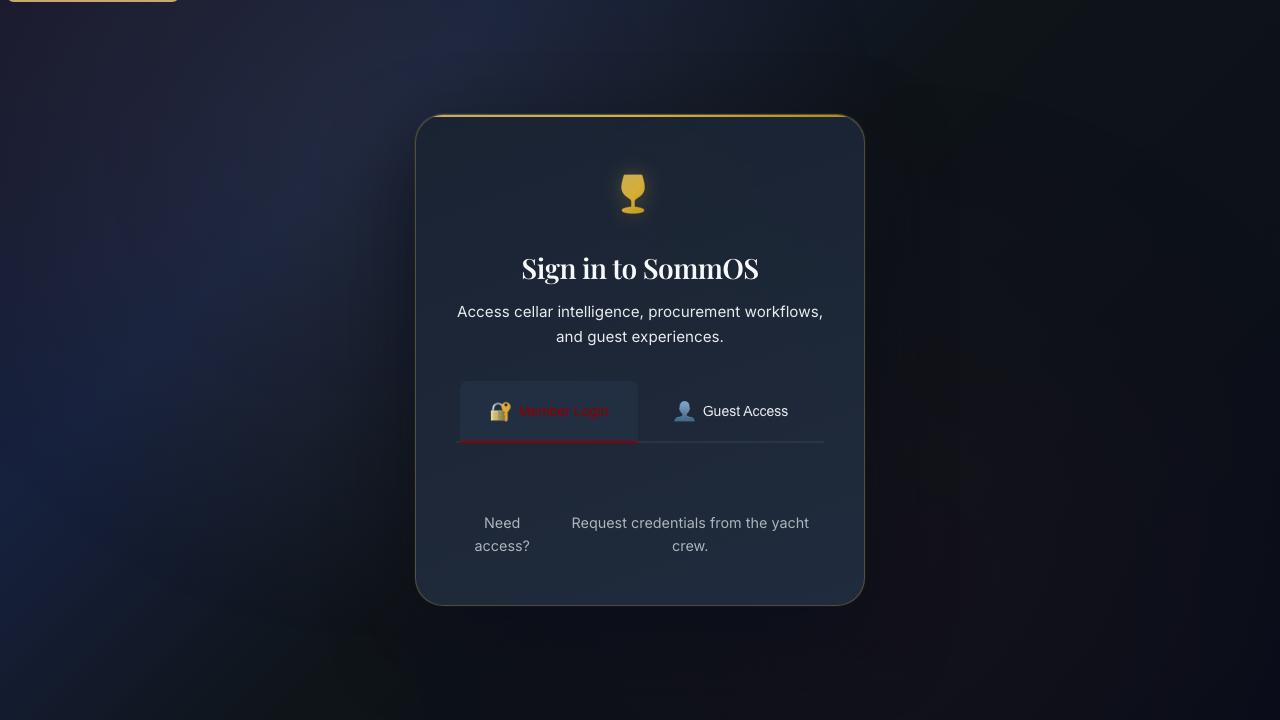 Sign in to SommOS
Access cellar intelligence, procurement workflows,
and guest experiences.
Member Login
Guest Access
Need
access?
Request credentials from the yacht
crew.